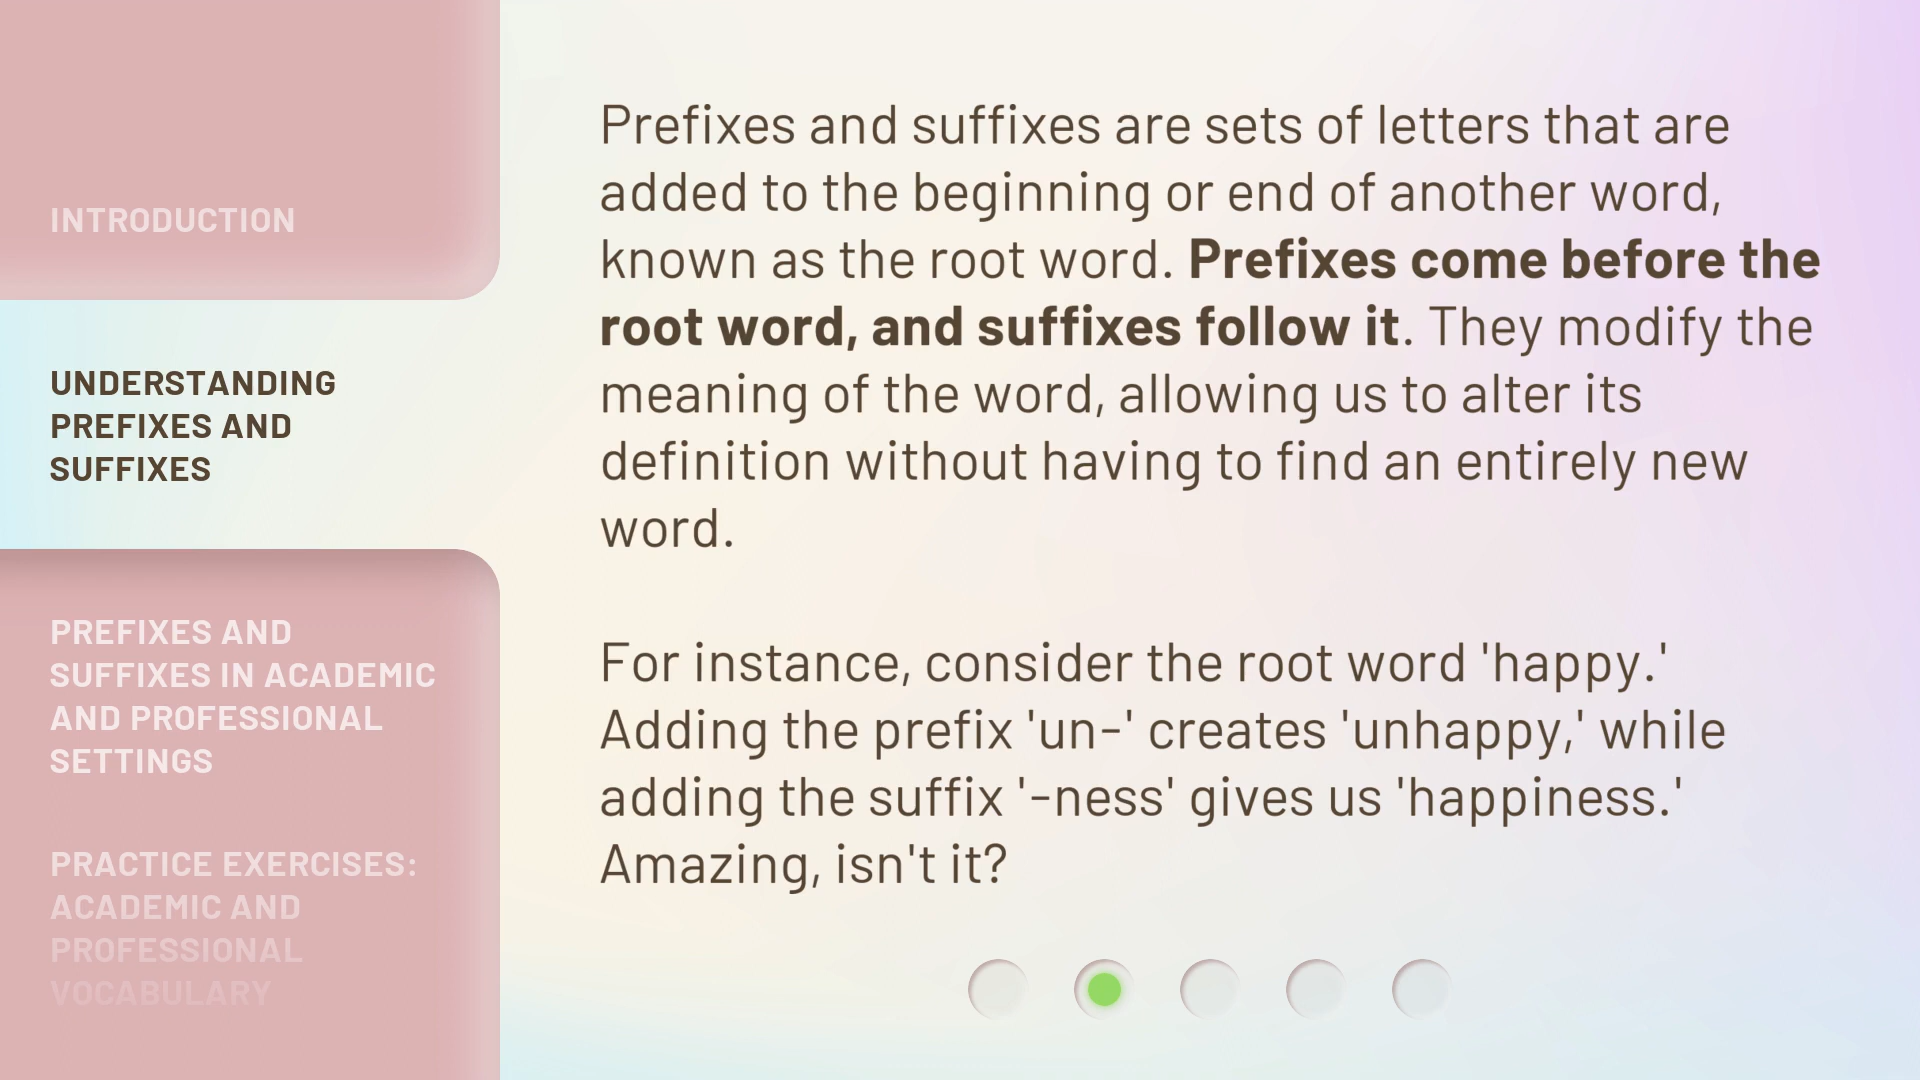 INTRODUCTION
UNDERSTANDING
PREFIXES AND
SUFFIXES
PREFIXES AND
SUFFIXES IN ACADEMIC
AND PROFESSIONAL
SETTINGS
PRACTICE EXERCISES:
ACADEMIC AND
PROFESSIONAL
VOCABULARY
Prefixes and suffixes are sets of letters that are
added to the beginning or end of another word,
known as the root word. Prefixes come before the
root word, and suffixes follow it. They modify the
meaning of the word, allowing us to alter its
definition without having to find an entirely new
word.
For instance, consider the root word 'happy.'
Adding the prefix 'un-' creates 'unhappy,' while
adding the suffix '-ness' gives us 'happiness.'
Amazing, isn't it?